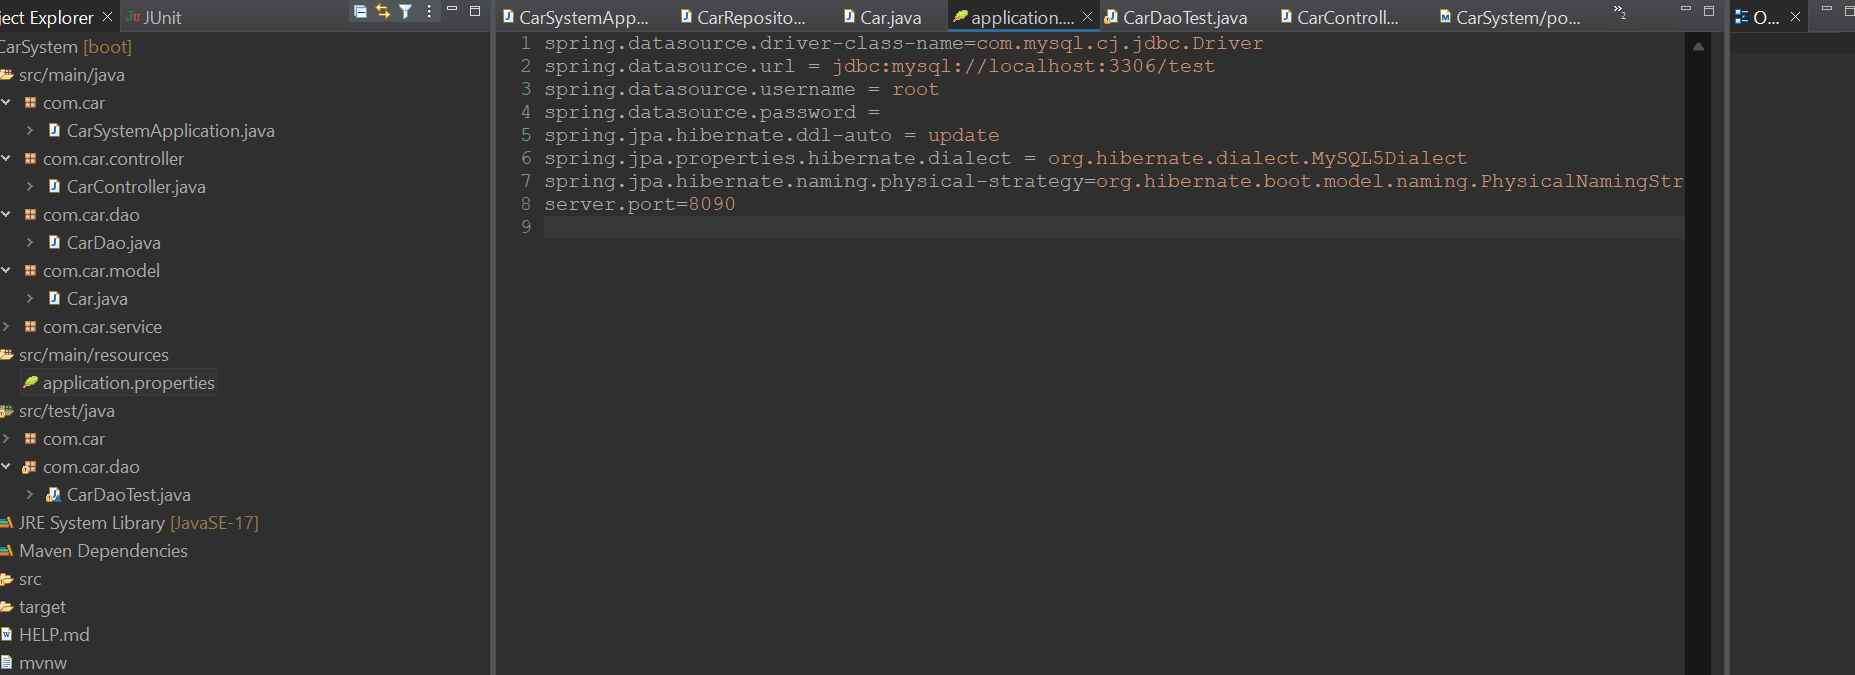 ject Explorer
JUnit
CarSystem [boot]
src/main/java
com.car
CarSystemApplication.java
com.car.controller
CarController.java
com.car.dao
CarDao.java
com.car.model
Car.java
com.car.service
src/main/resources
application.properties
src/test/java
com.car
com.car.dao
CarDaoTest.java
JRE System Library [JavaSE-17]
Maven Dependencies
src
target
HELP.md
mvnw
CarSystemApp... CarReposito... Car.java application.... CarDaoTest.java CarControll... CarSystem/po... »2
1 spring.datasource.driver-class-name=com.mysql.cj.jdbc.Driver
2 spring.datasource.url = jdbc:mysql://localhost:3306/test
3 spring.datasource.username = root
4 spring.datasource.password =
5 spring.jpa.hibernate.ddl-auto = update
6 spring.jpa.properties.hibernate.dialect = org.hibernate.dialect.MySQL5Dialect
7 spring.jpa.hibernate.naming.physical-strategy=org.hibernate.boot.model.naming.PhysicalNamingStr
8 server.port=8090
9
O...